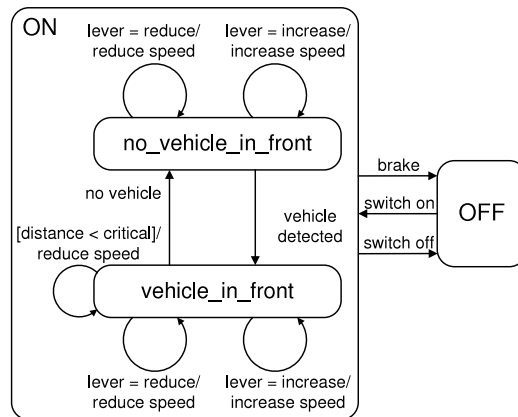 ON
lever = reduce/
reduce speed
lever = increase/
increase speed
no_vehicle_in_front
brake
no vehicle
vehicle
detected
switch on
OFF
[distance < critical]/
reduce speed
switch off
vehicle_in_front
lever = reduce/
reduce speed
lever = increase/
increase speed